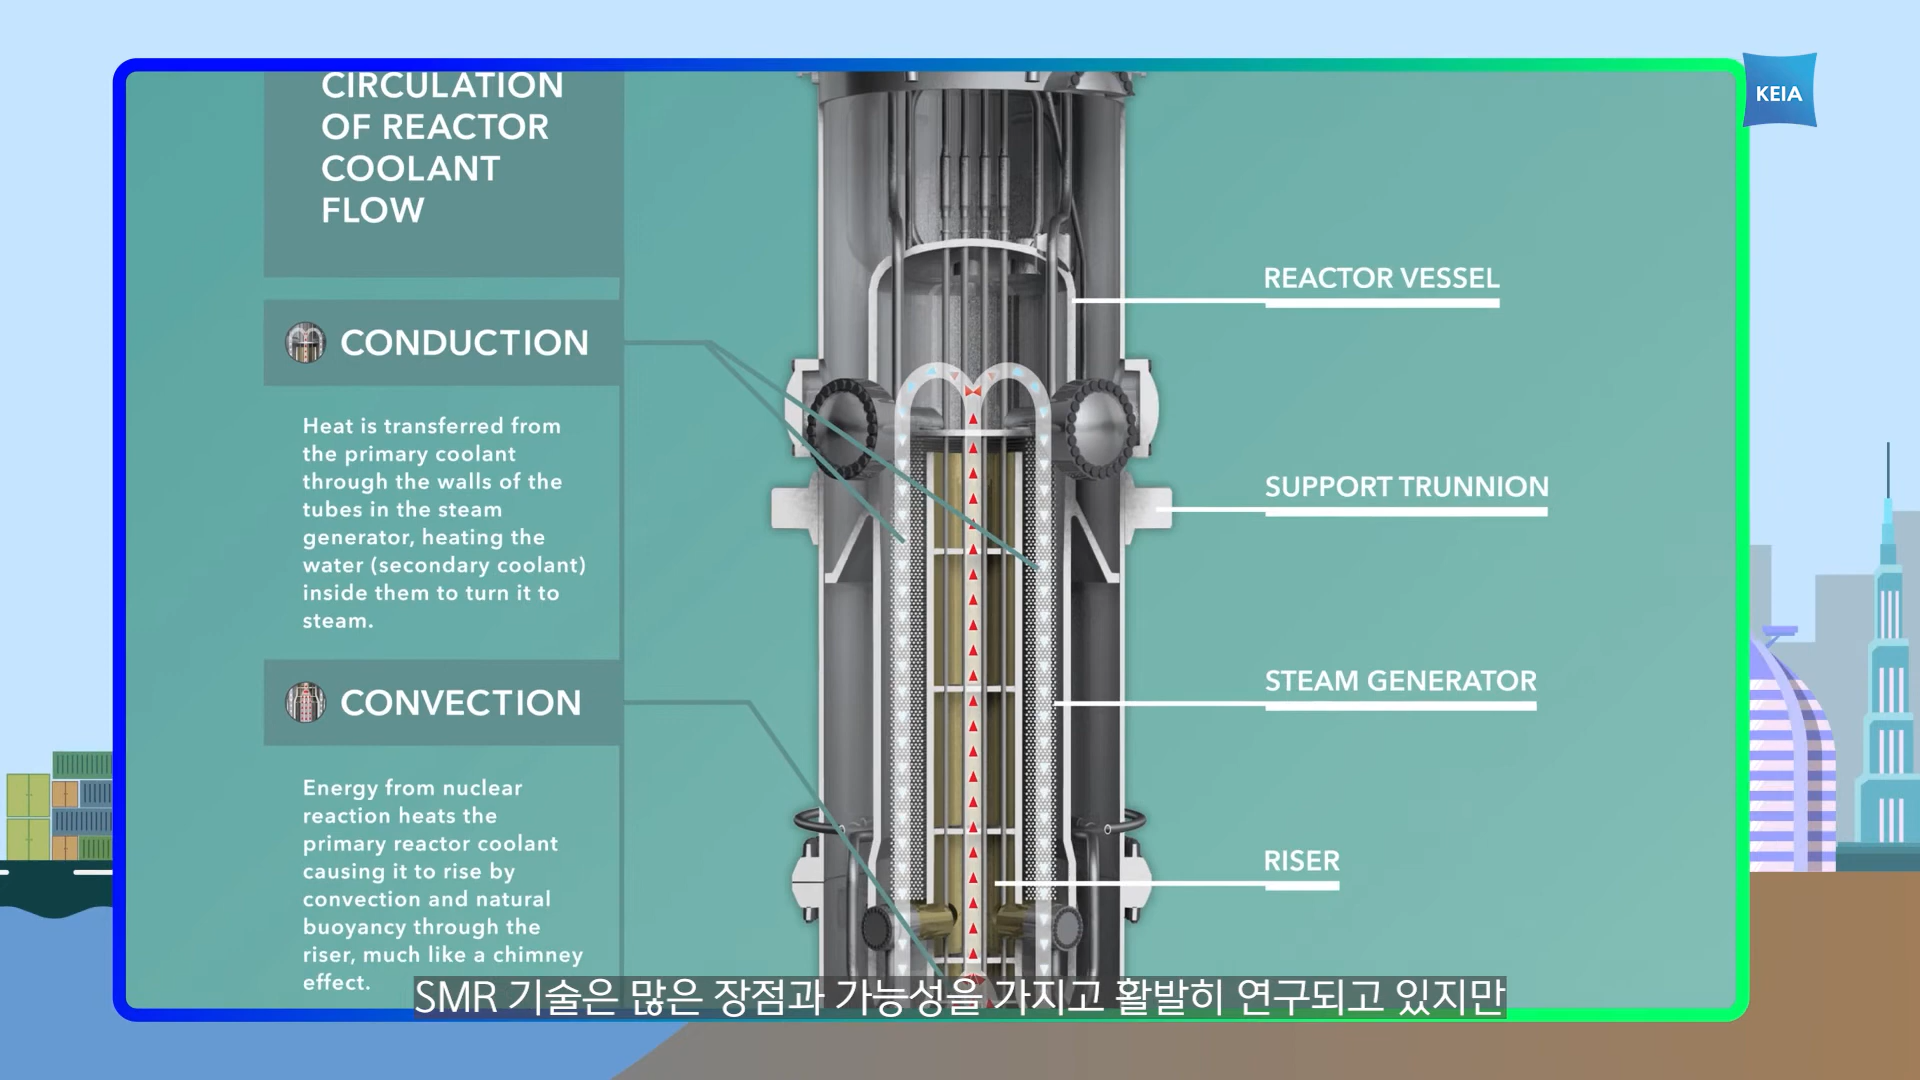 KEIA
CIRCULATION
OF REACTOR
COOLANT
FLOW
CONDUCTION
Heat is transferred from
the primary coolant
through the walls of the
tubes in the steam
generator, heating the
water (secondary coolant)
inside them to turn it to
steam.
CONVECTION
Energy from nuclear
reaction heats the
primary reactor coolant
causing it to rise by
convection and natural
buoyancy through the
riser, much like a chimney
effect.
REACTOR VESSEL
SUPPORT TRUNNION
STEAM GENERATOR
RISER
SMR 기술은 많은 장점과 가능성을 가지고 활발히 연구되고 있지만